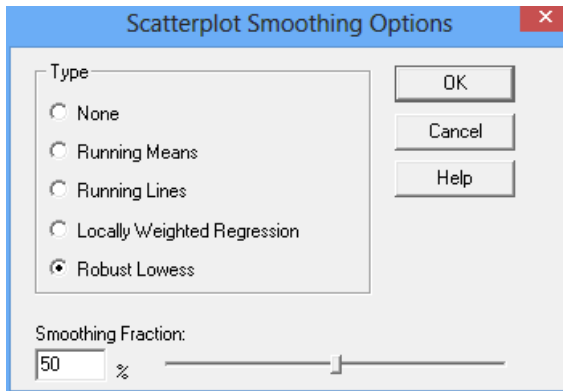 Scatterplot Smoothing Options
Type
None
Running Means
Running Lines
Locally Weighted Regression
Robust Lowess
OK
Cancel
Help
Smoothing Fraction:
50 %